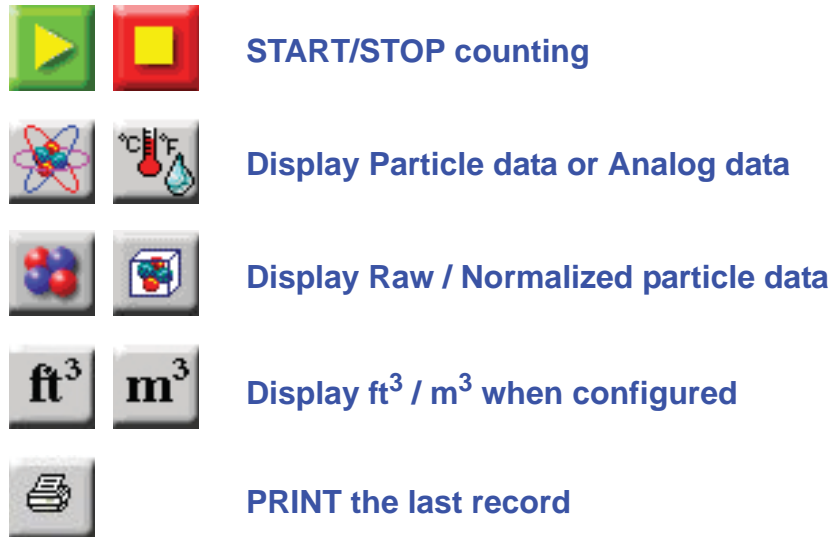 START/STOP counting
°C °F Display Particle data or Analog data
Display Raw / Normalized particle data
ft³ m³ Display ft³ / m³ when configured
PRINT the last record